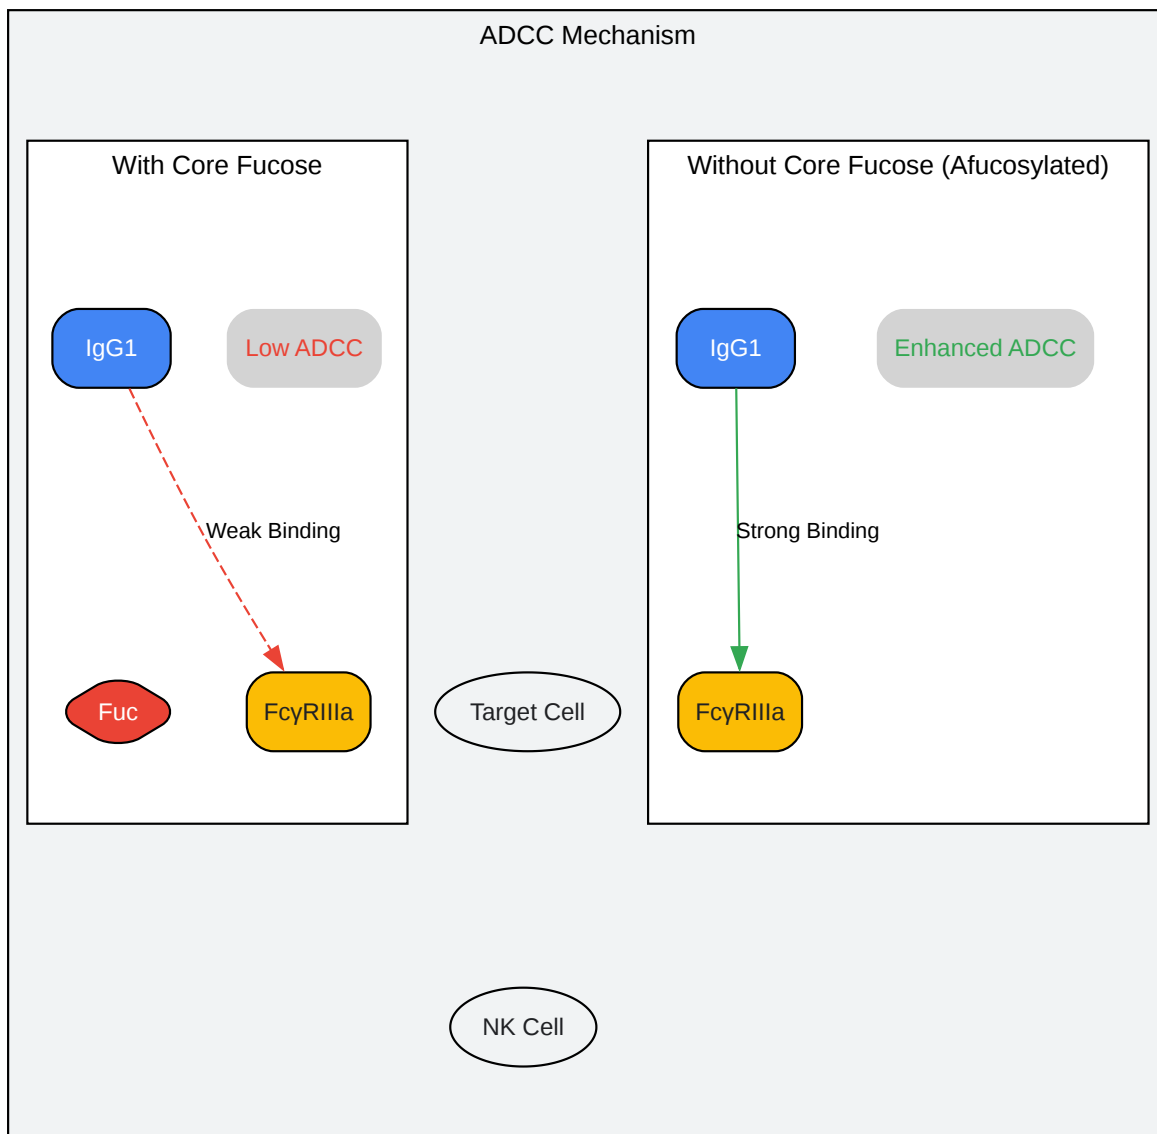 ADCC Mechanism
With Core Fucose
Without Core Fucose (Afucosylated)
IgG1
Low ADCC
IgG1
Enhanced ADCC
Weak Binding
Strong Binding
Fuc
FcγRIIIa
Target Cell
FcγRIIIa
NK Cell